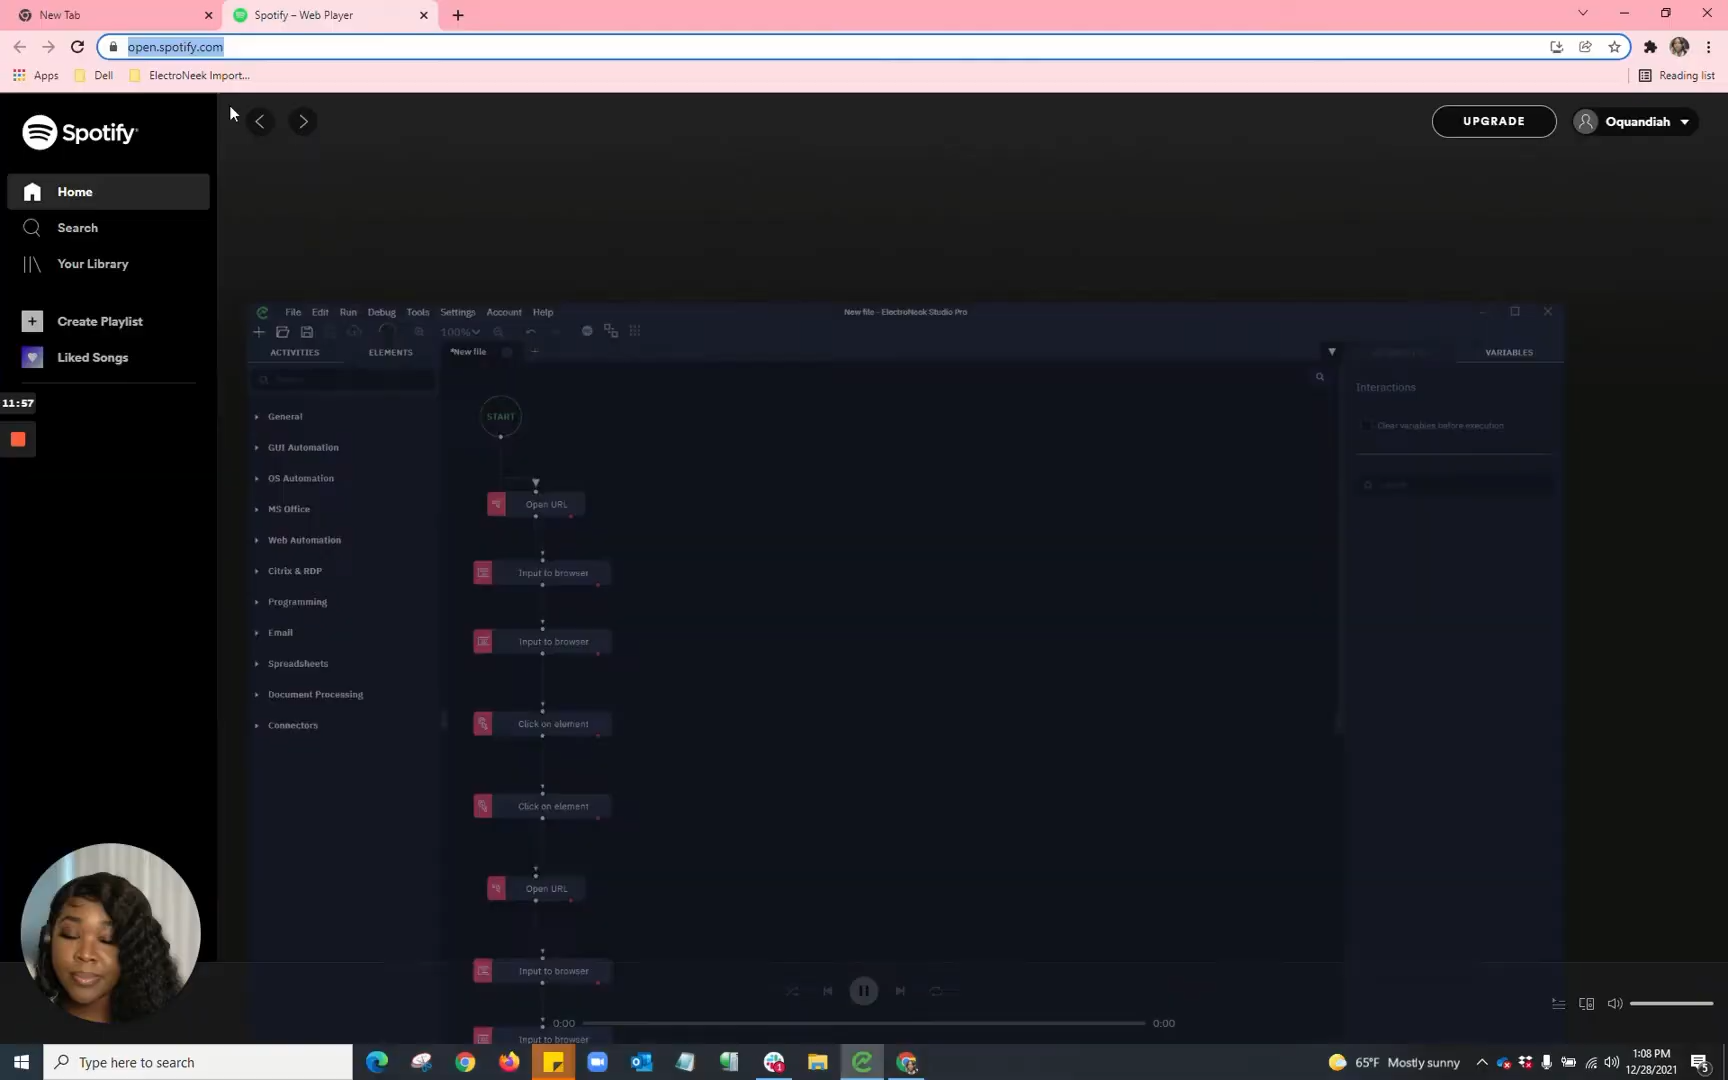 New Tab
Spotify – Web Player
open.spotify.com
Apps
Dell
ElectroNeek Import...
Reading list
Spotify
UPGRADE
Oquandiah
Home
Search
Your Library
Create Playlist
Liked Songs
11:57
File Edit Run Debug Tools Settings Account Help
New file - ElectroNeek Studio Pro
100%
ACTIVITIES
ELEMENTS
*New file
VARIABLES
Interactions
Clear variables before execution
General
GUI Automation
OS Automation
MS Office
Web Automation
Citrix & RDP
Programming
Email
Spreadsheets
Document Processing
Connectors
START
Open URL
Input to browser
Input to browser
Click on element
Click on element
Open URL
Input to browser
Input to browser
0:00
0:00
Type here to search
65°F Mostly sunny
1:08 PM
12/28/2021
5